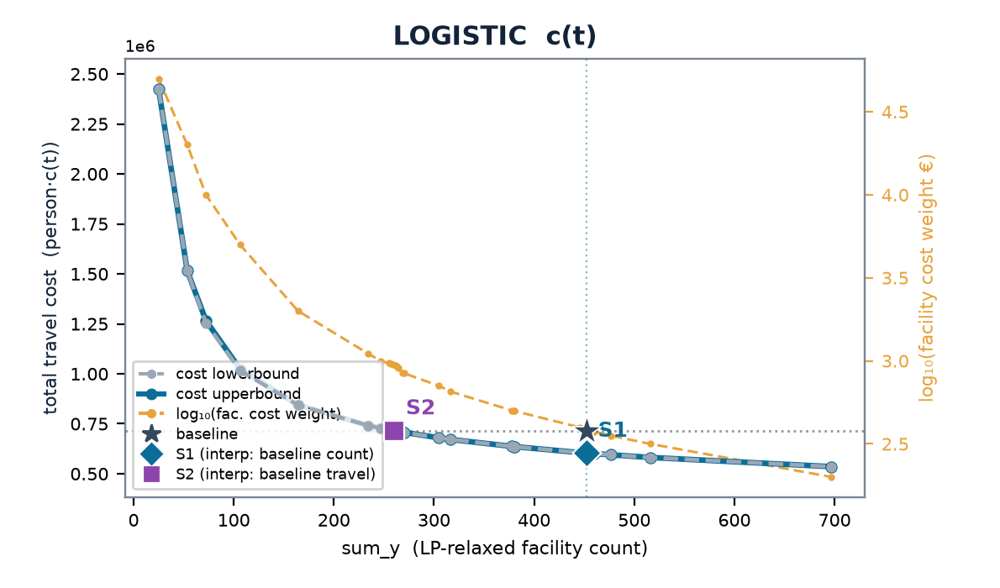 LOGISTIC  c(t)
1e6
2.50
2.25
2.00
1.75
1.50
1.25
1.00
0.75
0.50
total travel cost  (person·c(t))
4.5
4.0
3.5
3.0
2.5
log₁₀(facility cost weight €)
S2
S1
cost lowerbound
cost upperbound
log₁₀(fac. cost weight)
baseline
S1 (interp: baseline count)
S2 (interp: baseline travel)
0 100 200 300 400 500 600 700
sum_y  (LP-relaxed facility count)